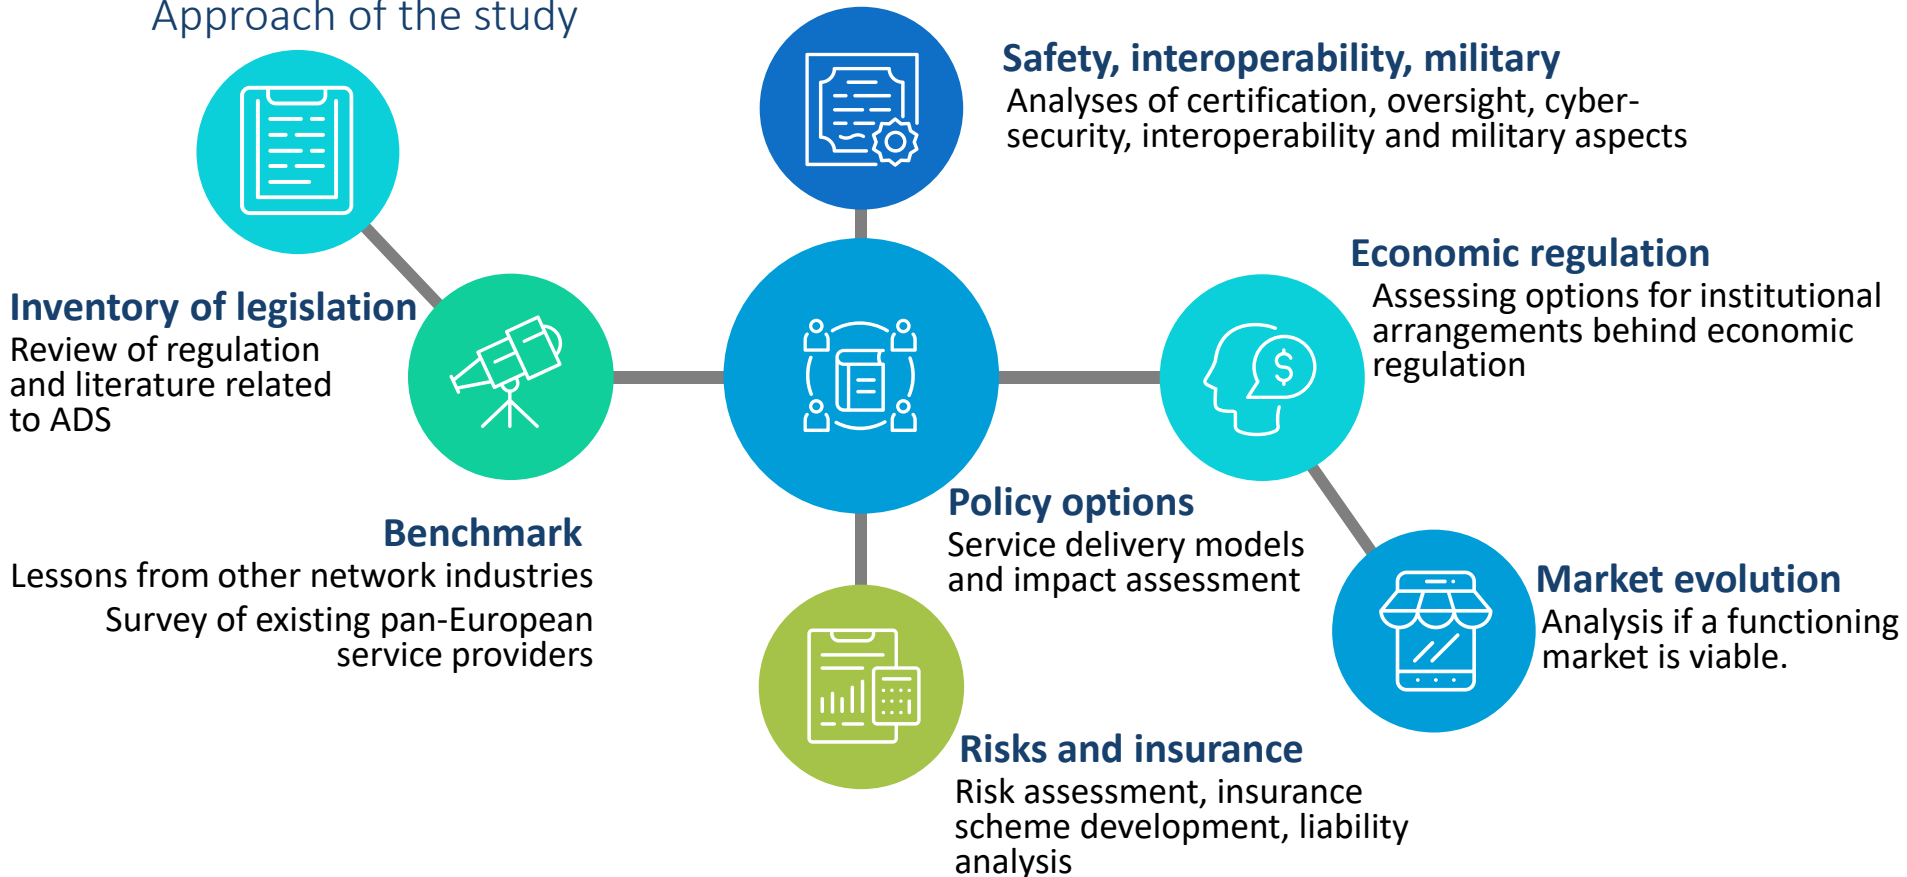 Approach of the study
Safety, interoperability, military
Analyses of certification, oversight, cyber-
security, interoperability and military aspects
Economic regulation
Assessing options for institutional
arrangements behind economic
regulation
Inventory of legislation
Review of regulation
and literature related
to ADS
$
Benchmark
Lessons from other network industries
Survey of existing pan-European
service providers
Policy options
Service delivery models
and impact assessment
Market evolution
Analysis if a functioning
market is viable.
Risks and insurance
Risk assessment, insurance
scheme development, liability
analysis